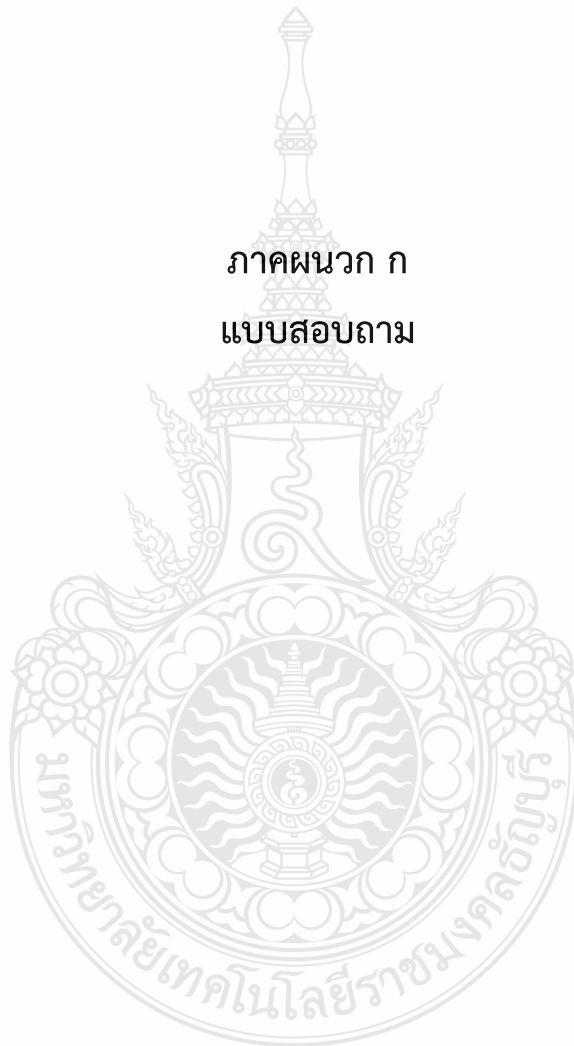 ภาคผนวก ก
แบบสอบถาม
มหาวิทยาลัยเทคโนโลยีราชมงคลธัญบุรี